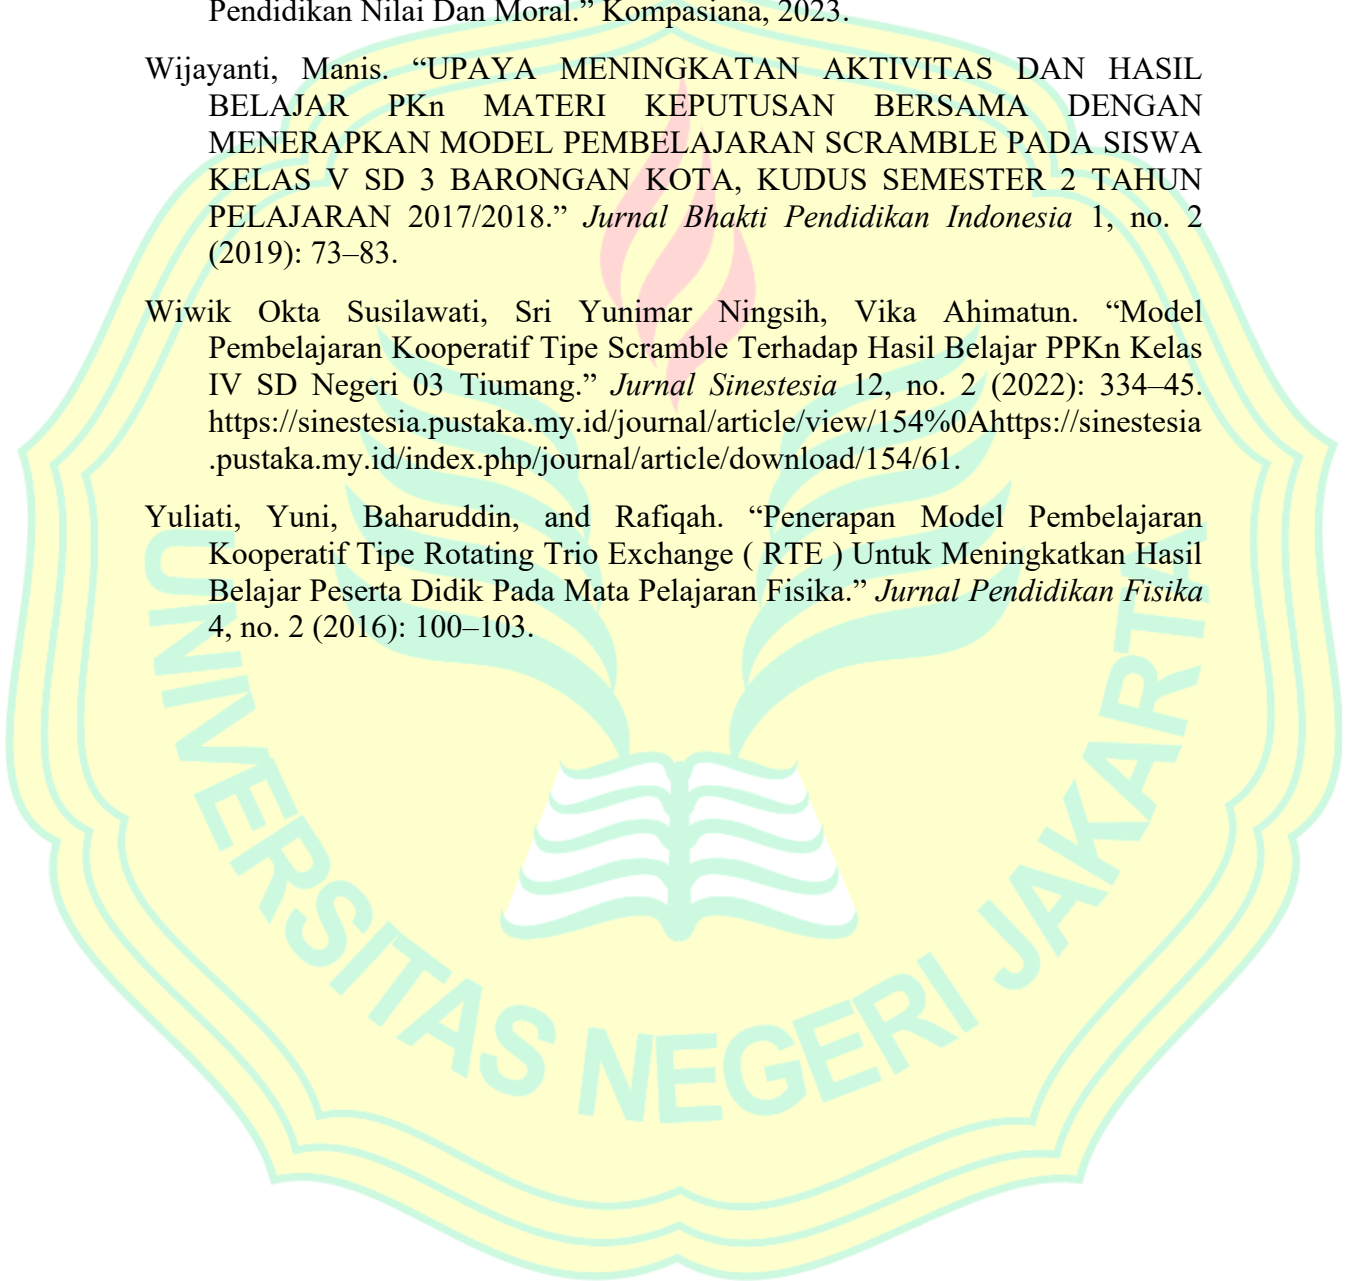 Pendidikan Nilai Dan Moral.” Kompasiana, 2023.
Wijayanti, Manis. “UPAYA MENINGKATAN AKTIVITAS DAN HASIL
BELAJAR PKn MATERI KEPUTUSAN BERSAMA DENGAN
MENERAPKAN MODEL PEMBELAJARAN SCRAMBLE PADA SISWA
KELAS V SD 3 BARONGAN KOTA, KUDUS SEMESTER 2 TAHUN
PELAJARAN 2017/2018.” Jurnal Bhakti Pendidikan Indonesia 1, no. 2
(2019): 73–83.
Wiwik Okta Susilawati, Sri Yunimar Ningsih, Vika Ahimatun. “Model
Pembelajaran Kooperatif Tipe Scramble Terhadap Hasil Belajar PPKn Kelas
IV SD Negeri 03 Tiumang.” Jurnal Sinestesia 12, no. 2 (2022): 334–45.
https://sinestesia.pustaka.my.id/journal/article/view/154%0Ahttps://sinestesia
.pustaka.my.id/index.php/journal/article/download/154/61.
Yuliati, Yuni, Baharuddin, and Rafiqah. “Penerapan Model Pembelajaran
Kooperatif Tipe Rotating Trio Exchange ( RTE ) Untuk Meningkatkan Hasil
Belajar Peserta Didik Pada Mata Pelajaran Fisika.” Jurnal Pendidikan Fisika
4, no. 2 (2016): 100–103.
UNIVERSITAS NEGERI JAKARTA